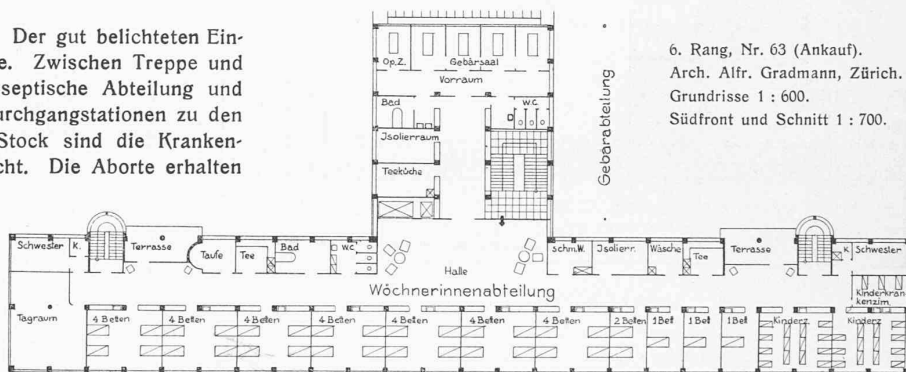 Der gut belichteten Ein-
e. Zwischen Treppe und
septische Abteilung und
urchgangstationen zu den
Stock sind die Kranken-
cht. Die Aborte erhalten
6. Rang, Nr. 63 (Ankauf).
Arch. Alfr. Gradmann, Zürich.
Grundrisse 1 : 600.
Südfront und Schnitt 1 : 700.
Op.Z. Gebärsaal
Vorraum
Bad W.C
Isolierraum
Teeküche
Gebärabteilung
Schwester K. Terrasse Taufe Tee Bad WC schm.W. Isolierr. Wäsche Tee Terrasse K Schwester
Halle
Wöchnerinnenabteilung
Kinderkran
kenzim.
Tagraum 4 Betten 4 Betten 4 Betten 4 Betten 4 Betten 4 Betten 4 Betten 2 Betten 1 Bet 1 Bet 1 Bet Kinderz. Kinderz.